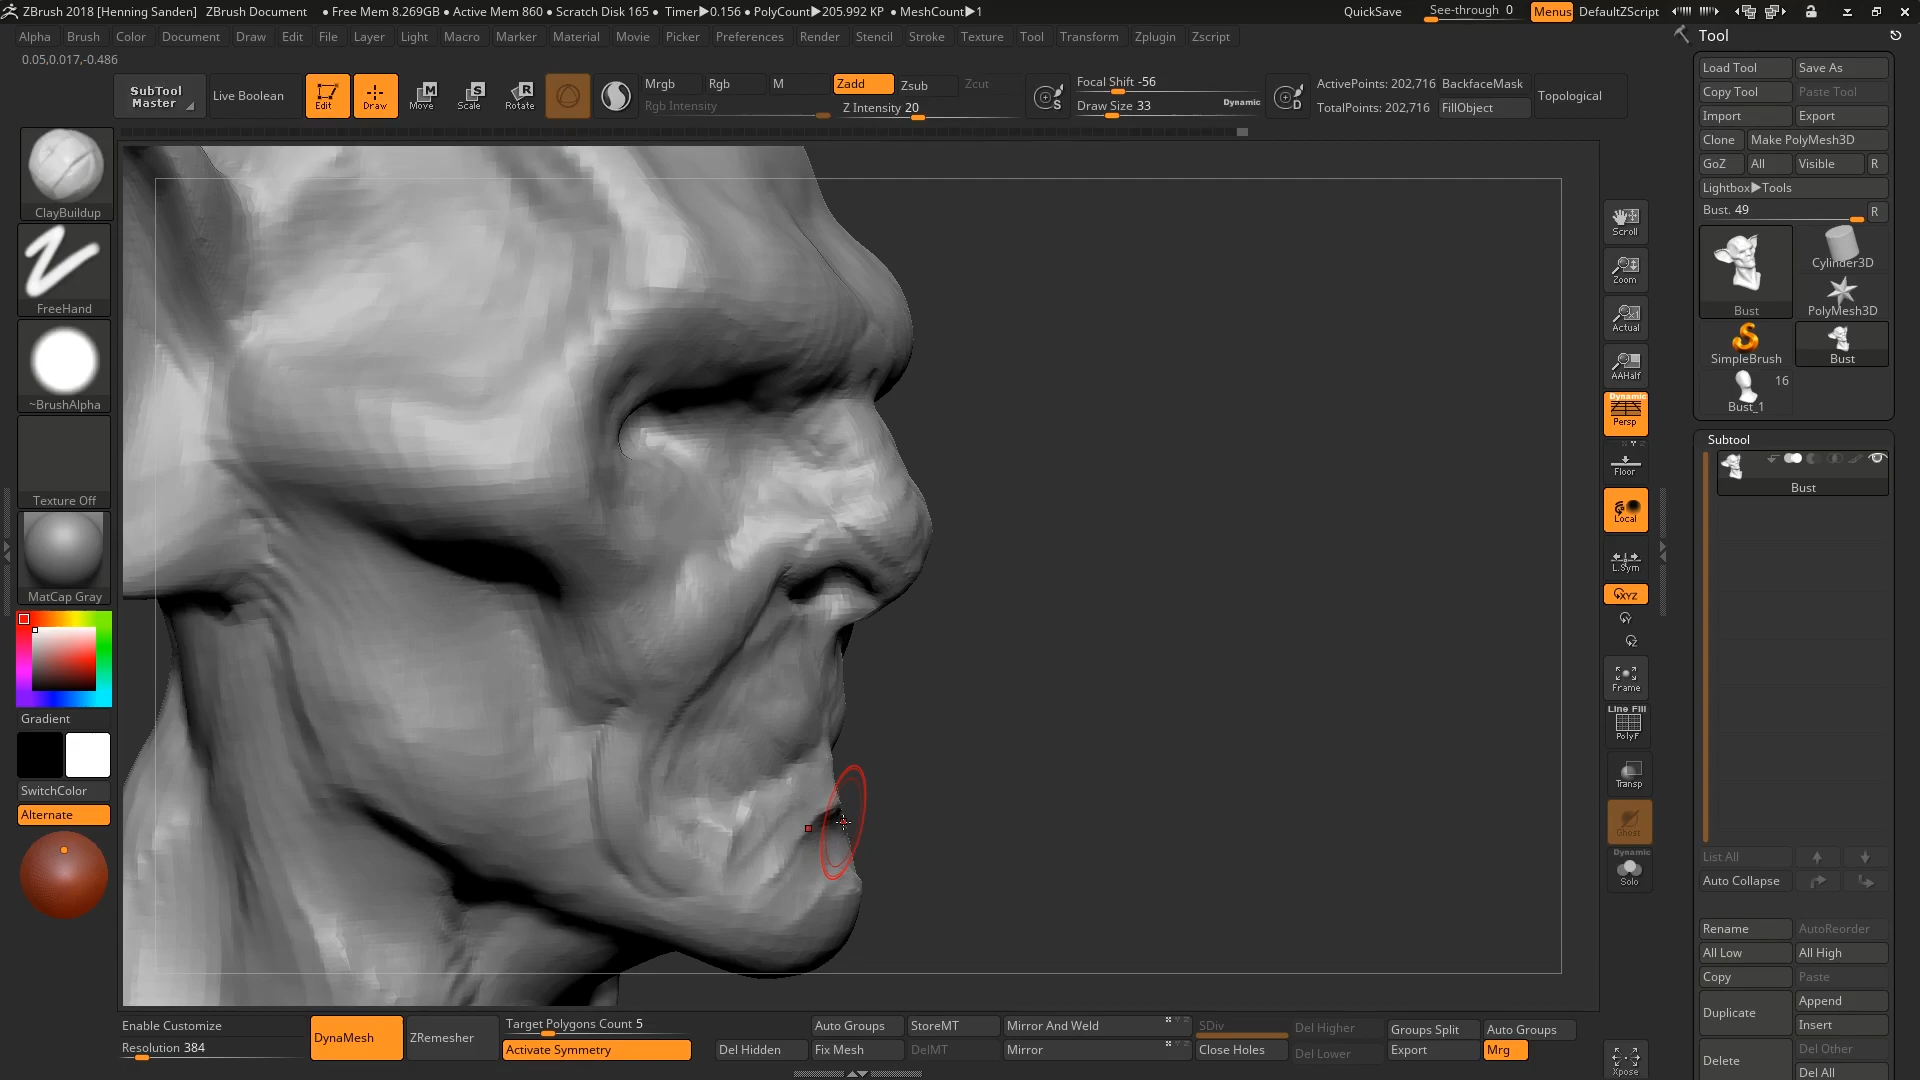 ZBrush 2018 [Henning Sanden] ZBrush Document • Free Mem 8.269GB • Active Mem 860 • Scratch Disk 165 • Timer▶0.156 • PolyCount▶205.992 KP • MeshCount▶1 QuickSave See-through 0 Menus DefaultZScript
Alpha Brush Color Document Draw Edit File Layer Light Macro Marker Material Movie Picker Preferences Render Stencil Stroke Texture Tool Transform Zplugin Zscript
Tool
0.05,0.017,-0.486
SubTool Master
Live Boolean
Edit
Draw
Move
Scale
Rotate
Mrgb Rgb M
Rgb Intensity
Zadd Zsub Zcut
Z Intensity 20
Focal Shift -56
Draw Size 33
Dynamic
ActivePoints: 202,716
TotalPoints: 202,716
BackfaceMask
FillObject
Topological
ClayBuildup
FreeHand
~BrushAlpha
Texture Off
MatCap Gray
Gradient
SwitchColor
Alternate
Scroll
Zoom
Actual
AAHalf
Dynamic
Persp
Floor
Local
L.Sym
XYZ
Frame
Line Fill
PolyF
Transp
Ghost
Dynamic
Solo
Xpose
Load Tool Save As
Copy Tool Paste Tool
Import Export
Clone Make PolyMesh3D
GoZ All Visible R
Lightbox▶Tools
Bust. 49 R
Bust
Cylinder3D
PolyMesh3D
SimpleBrush
Bust
16
Bust_1
Subtool
Bust
List All
Auto Collapse
Rename AutoReorder
All Low All High
Copy Paste
Duplicate
Append
Insert
Delete
Del Other
Del All
Enable Customize
Resolution 384
DynaMesh
ZRemesher
Target Polygons Count 5
Activate Symmetry
Del Hidden
Auto Groups
Fix Mesh
StoreMT
DelMT
Mirror And Weld
Mirror
SDiv
Close Holes
Del Higher
Del Lower
Groups Split
Export
Auto Groups
Mrg